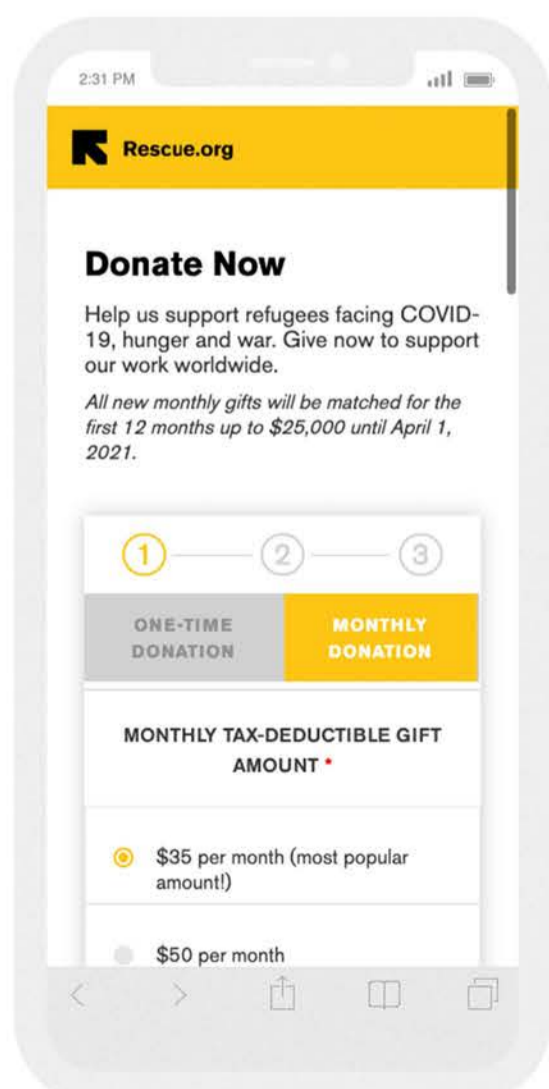 2:31 PM
Rescue.org
Donate Now
Help us support refugees facing COVID-
19, hunger and war. Give now to support
our work worldwide.
All new monthly gifts will be matched for the
first 12 months up to $25,000 until April 1,
2021.
1 2 3
ONE-TIME MONTHLY
DONATION DONATION
MONTHLY TAX-DEDUCTIBLE GIFT
AMOUNT *
$35 per month (most popular
amount!)
$50 per month